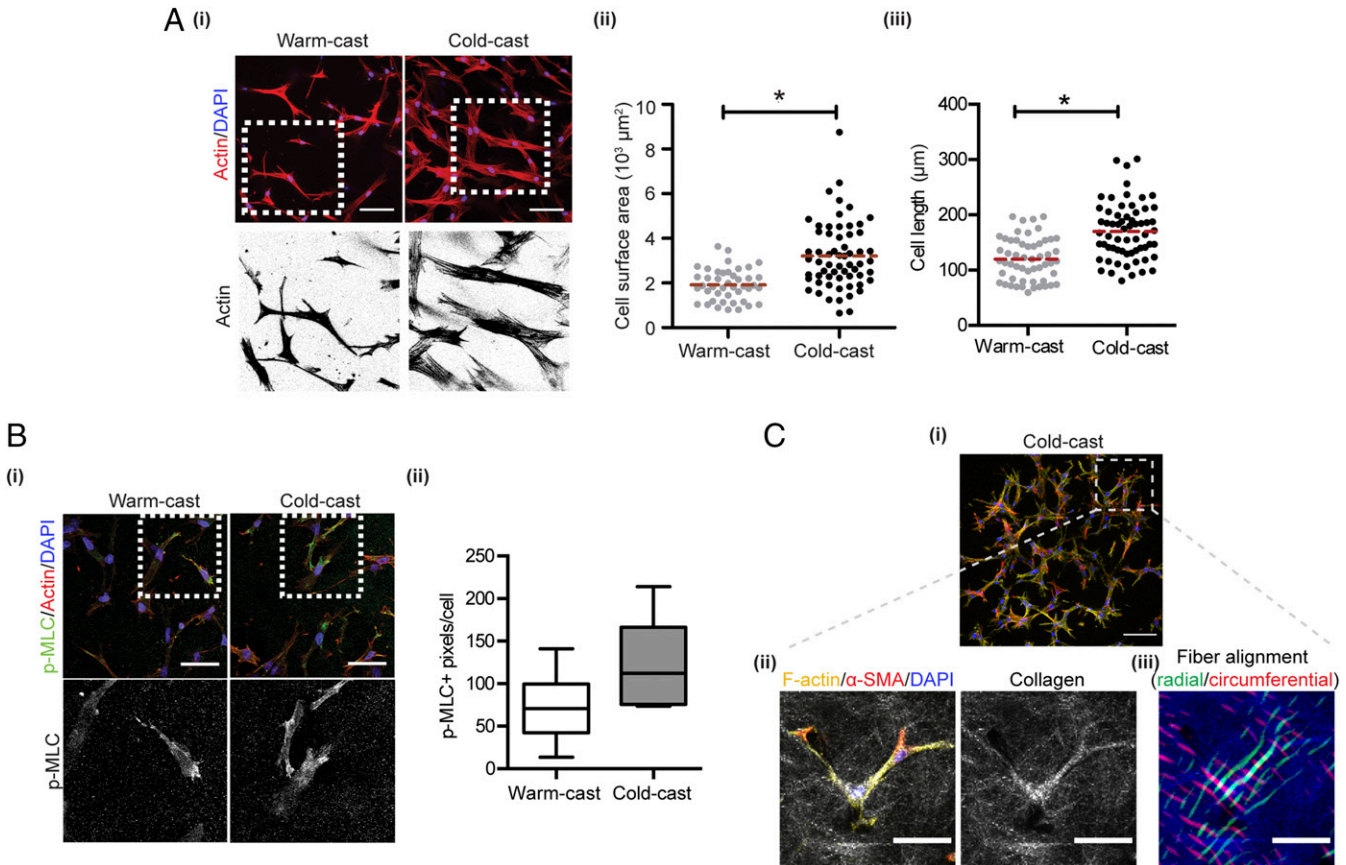 A
(i)
Warm-cast
Cold-cast
Actin/DAPI
Actin
(ii)
Cell surface area (10³ µm²)
10
8
6
4
2
0
*
Warm-cast
Cold-cast
(iii)
Cell length (µm)
400
300
200
100
0
*
Warm-cast
Cold-cast
B
(i)
Warm-cast
Cold-cast
p-MLC/Actin/DAPI
p-MLC
(ii)
p-MLC+ pixels/cell
250
200
150
100
50
0
Warm-cast
Cold-cast
C
(i)
Cold-cast
(ii)
F-actin/α-SMA/DAPI
Collagen
(iii)
Fiber alignment
(radial/circumferential)